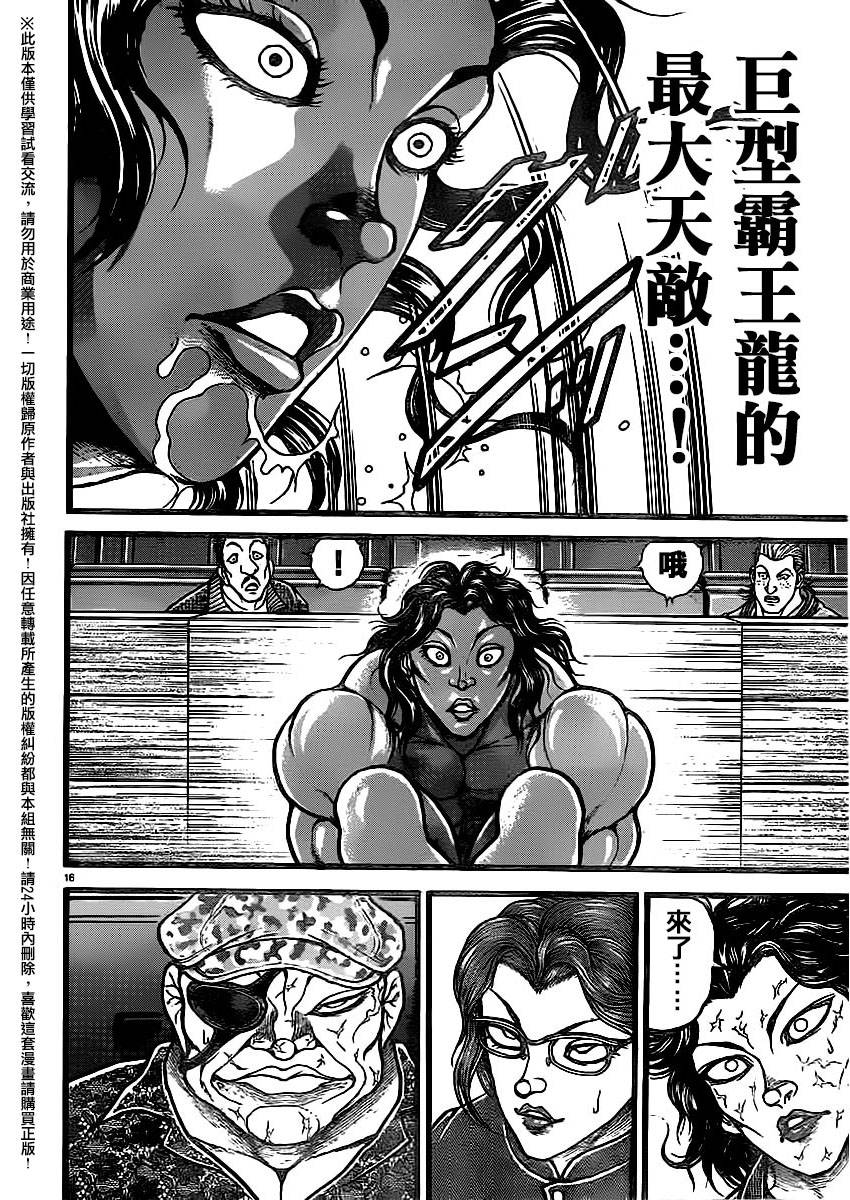 巨型霸王龍的
最大天敵…!
哦
!
16
來了……
※此版本僅供學習試看交流，請勿用於商業用途！一切版權歸原作者與出版社擁有！因任意轉載所產生的版權糾紛都與本組無關！請24小時內刪除，喜歡這套漫畫請購買正版！